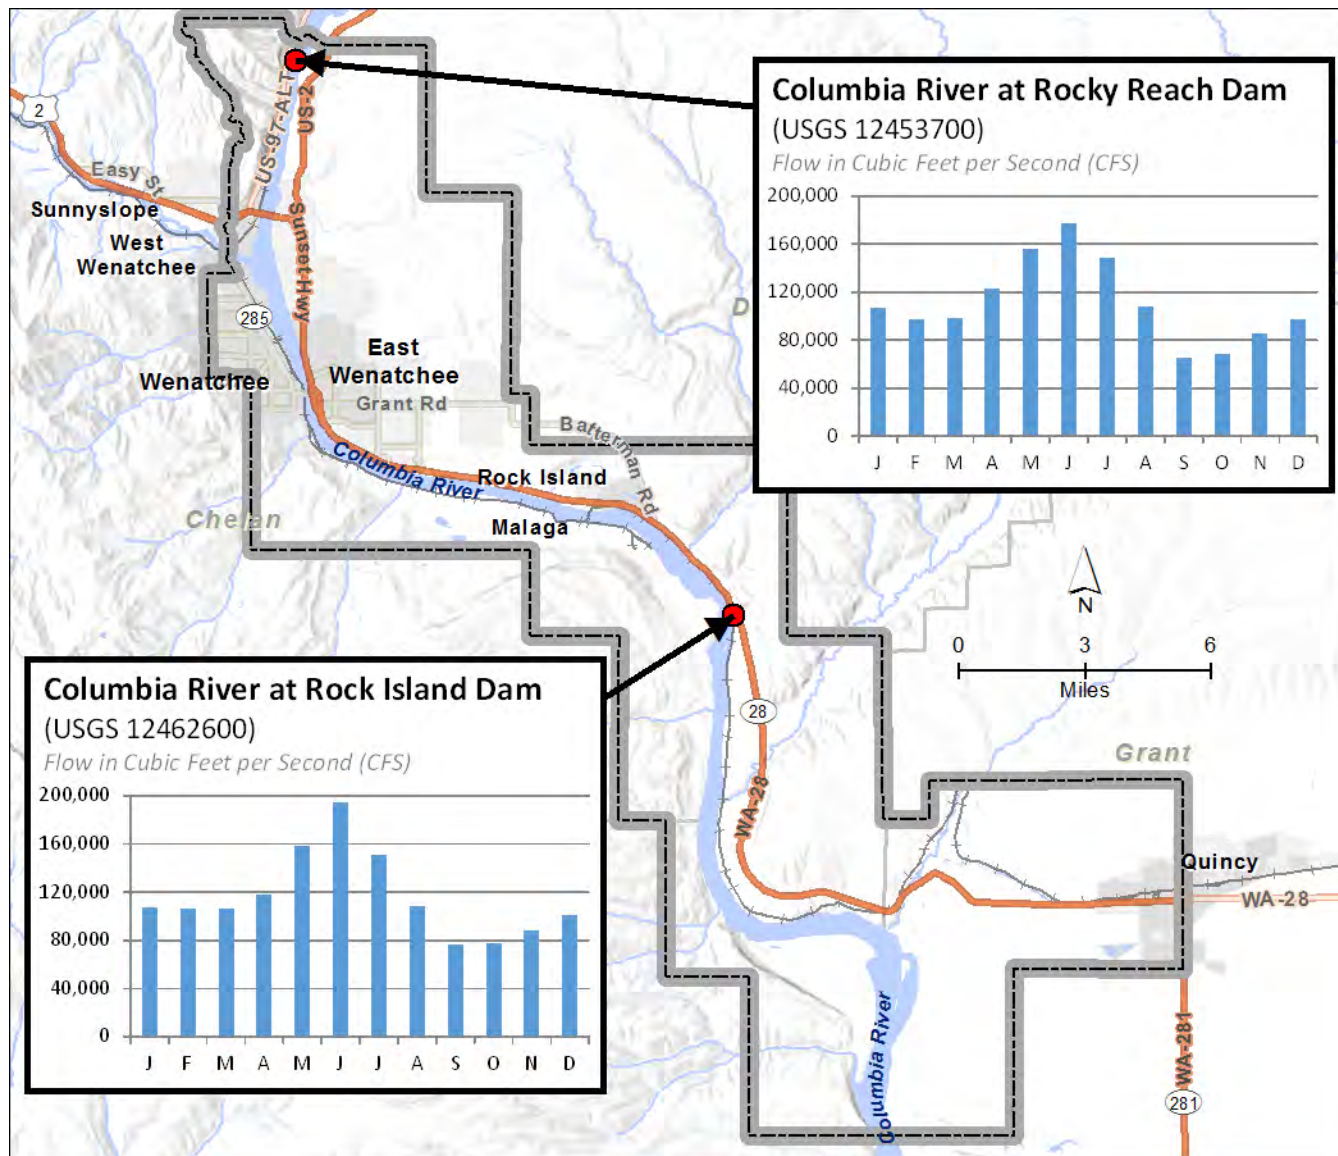 Columbia River at Rocky Reach Dam
(USGS 12453700)
Flow in Cubic Feet per Second (CFS)
200,000
160,000
120,000
80,000
40,000
0
J F M A M J J A S O N D
2
US-97-ALT
US-2
Easy St
Sunnyslope
West
Wenatchee
Sunset Hwy
D
285
East
Wenatchee
Wenatchee
Grant Rd
Batterman Rd
Columbia River
Rock Island
Malaga
Chelan
N
0 3 6
Miles
Columbia River at Rock Island Dam
(USGS 12462600)
Flow in Cubic Feet per Second (CFS)
200,000
160,000
120,000
80,000
40,000
0
J F M A M J J A S O N D
28
WA-28
Grant
Quincy
WA-28
Columbia River
WA-281
281